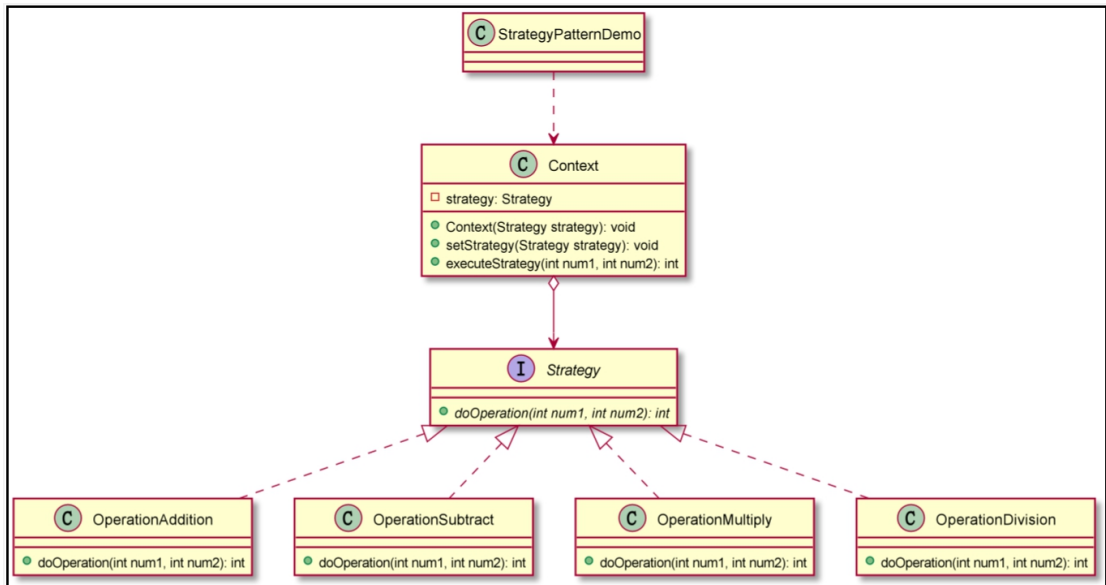 C StrategyPatternDemo
C Context
strategy: Strategy
Context(Strategy strategy): void
setStrategy(Strategy strategy): void
executeStrategy(int num1, int num2): int
I Strategy
doOperation(int num1, int num2): int
C OperationAddition
doOperation(int num1, int num2): int
C OperationSubtract
doOperation(int num1, int num2): int
C OperationMultiply
doOperation(int num1, int num2): int
C OperationDivision
doOperation(int num1, int num2): int